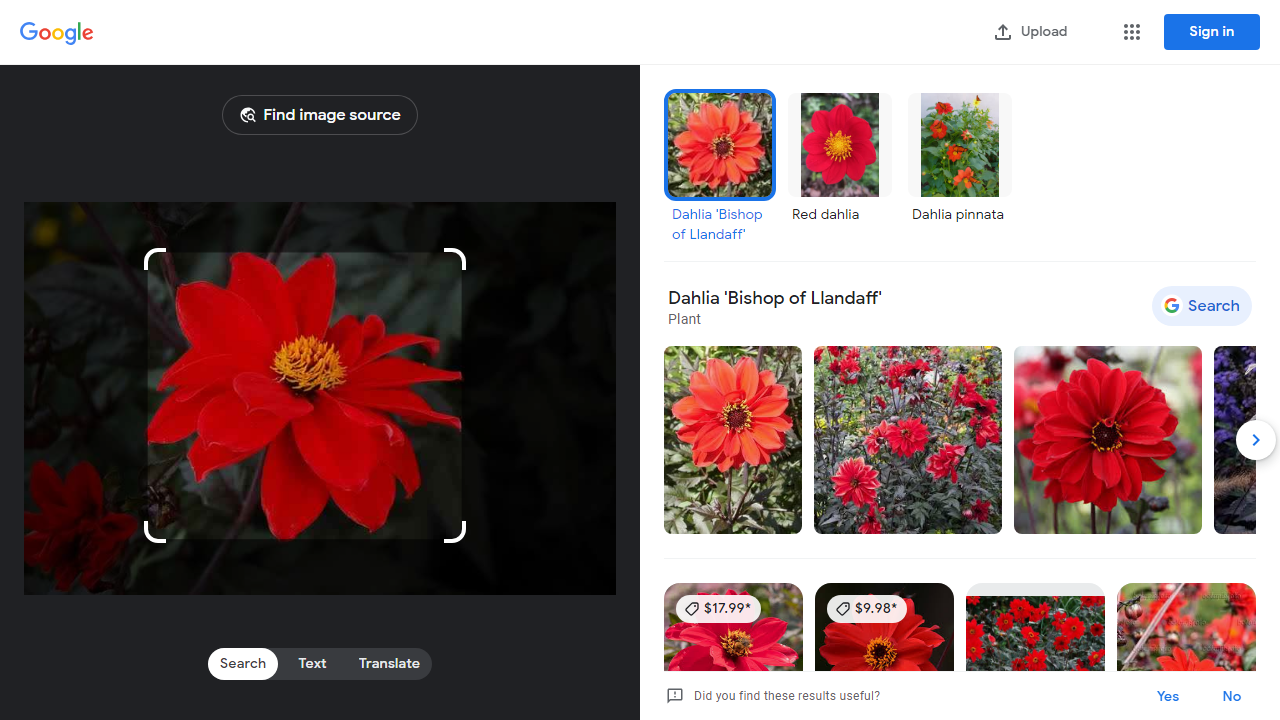 Google
Upload
Sign in
Find image source
Dahlia 'Bishop
of Llandaff'
Red dahlia
Dahlia pinnata
Dahlia 'Bishop of Llandaff'
Plant
Search
$17.99*
$9.98*
Search
Text
Translate
Did you find these results useful?
Yes
No